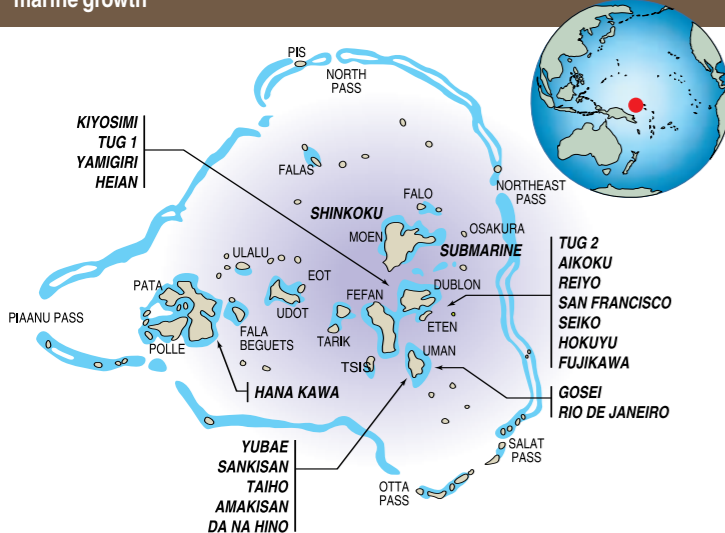 marine growth
PIS
NORTH
PASS
KIYOSIMI
TUG 1
YAMIGIRI
HEIAN
FALAS
NORTHEAST
PASS
FALO
SHINKOKU
OSAKURA
MOEN
SUBMARINE
TUG 2
AIKOKU
REIYO
SAN FRANCISCO
SEIKO
HOKUYU
FUJIKAWA
ULALU
EOT
PATA
UDOT
FEFAN
DUBLON
ETEN
PIAANU PASS
POLLE
FALA
BEGUETS
TARIK
TSIS
UMAN
HANA KAWA
GOSEI
RIO DE JANEIRO
YUBAE
SANKISAN
TAIHO
AMAKISAN
DA NA HINO
SALAT
PASS
OTTA
PASS